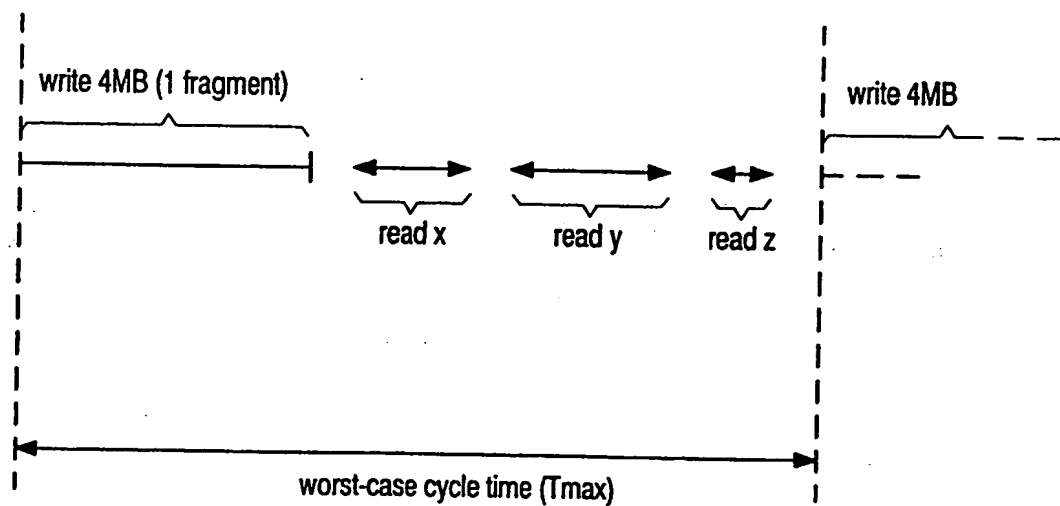 write 4MB (1 fragment)
write 4MB
read x
read y
read z
worst-case cycle time (Tmax)